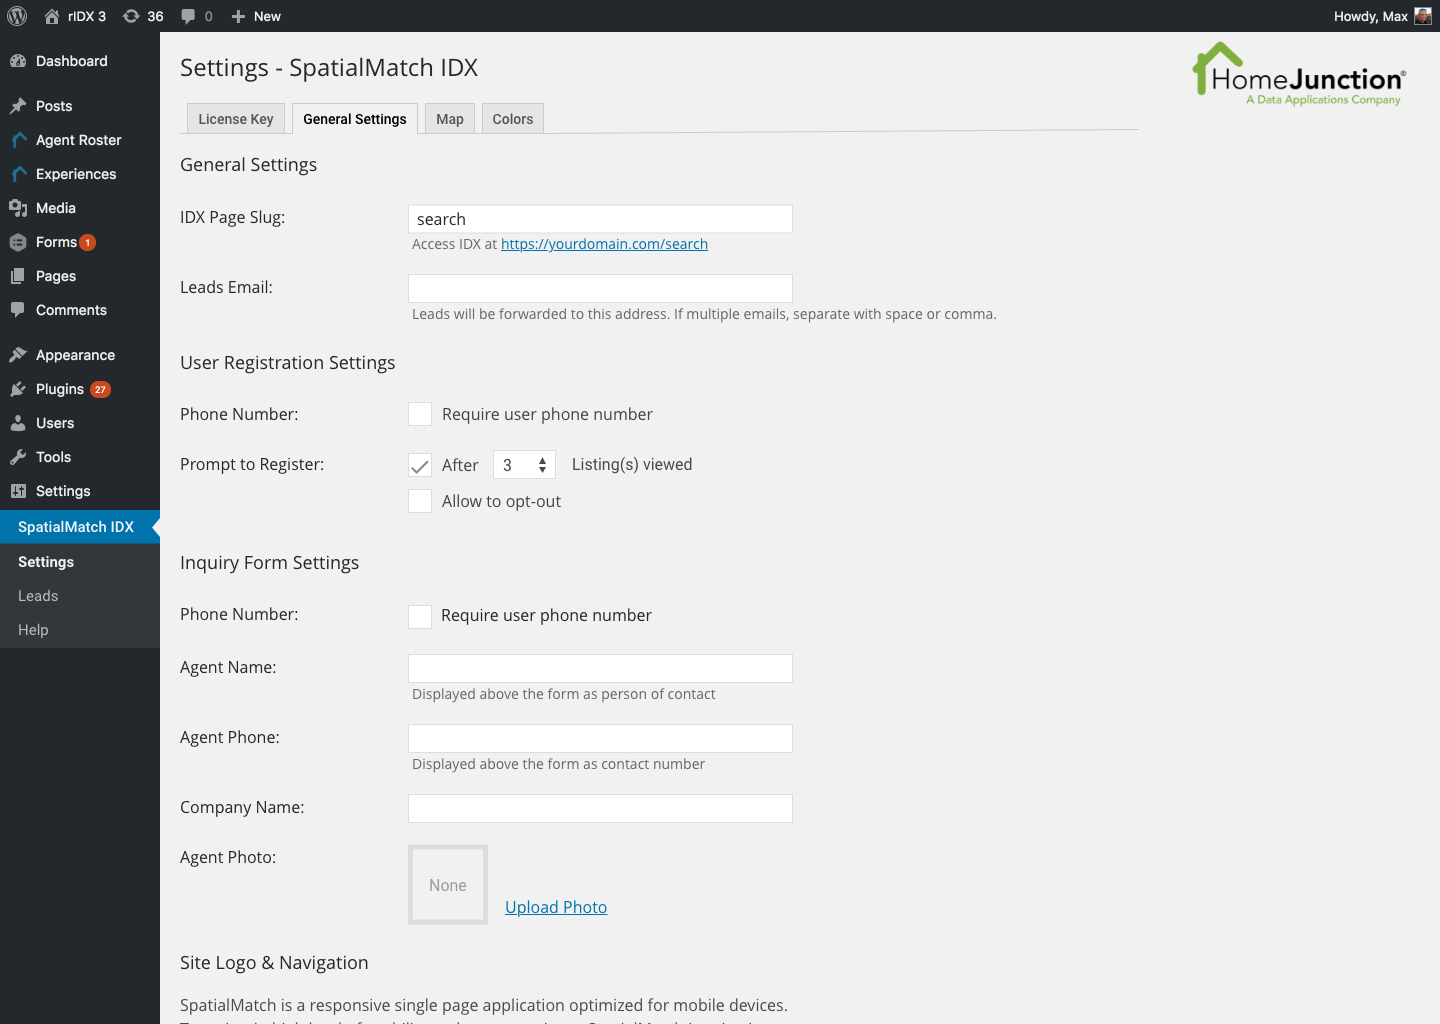 rIDX 3 36 0 New Howdy, Max
Dashboard
Posts
Agent Roster
Experiences
Media
Forms 1
Pages
Comments
Appearance
Plugins 27
Users
Tools
Settings
SpatialMatch IDX
Settings
Leads
Help
Settings - SpatialMatch IDX
HomeJunction®
A Data Applications Company
License Key General Settings Map Colors
General Settings
IDX Page Slug: search
Access IDX at https://yourdomain.com/search
Leads Email:
Leads will be forwarded to this address. If multiple emails, separate with space or comma.
User Registration Settings
Phone Number: Require user phone number
Prompt to Register: After 3 Listing(s) viewed
Allow to opt-out
Inquiry Form Settings
Phone Number: Require user phone number
Agent Name:
Displayed above the form as person of contact
Agent Phone:
Displayed above the form as contact number
Company Name:
Agent Photo: None Upload Photo
Site Logo & Navigation
SpatialMatch is a responsive single page application optimized for mobile devices.